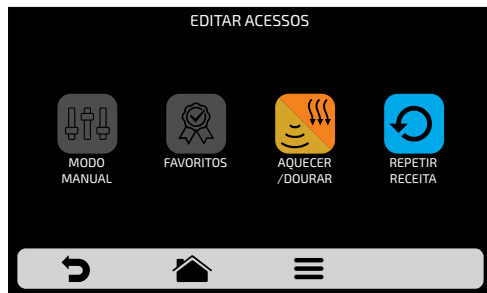 EDITAR ACESSOS
MODO
MANUAL
FAVORITOS
AQUECER
/DOURAR
REPETIR
RECEITA